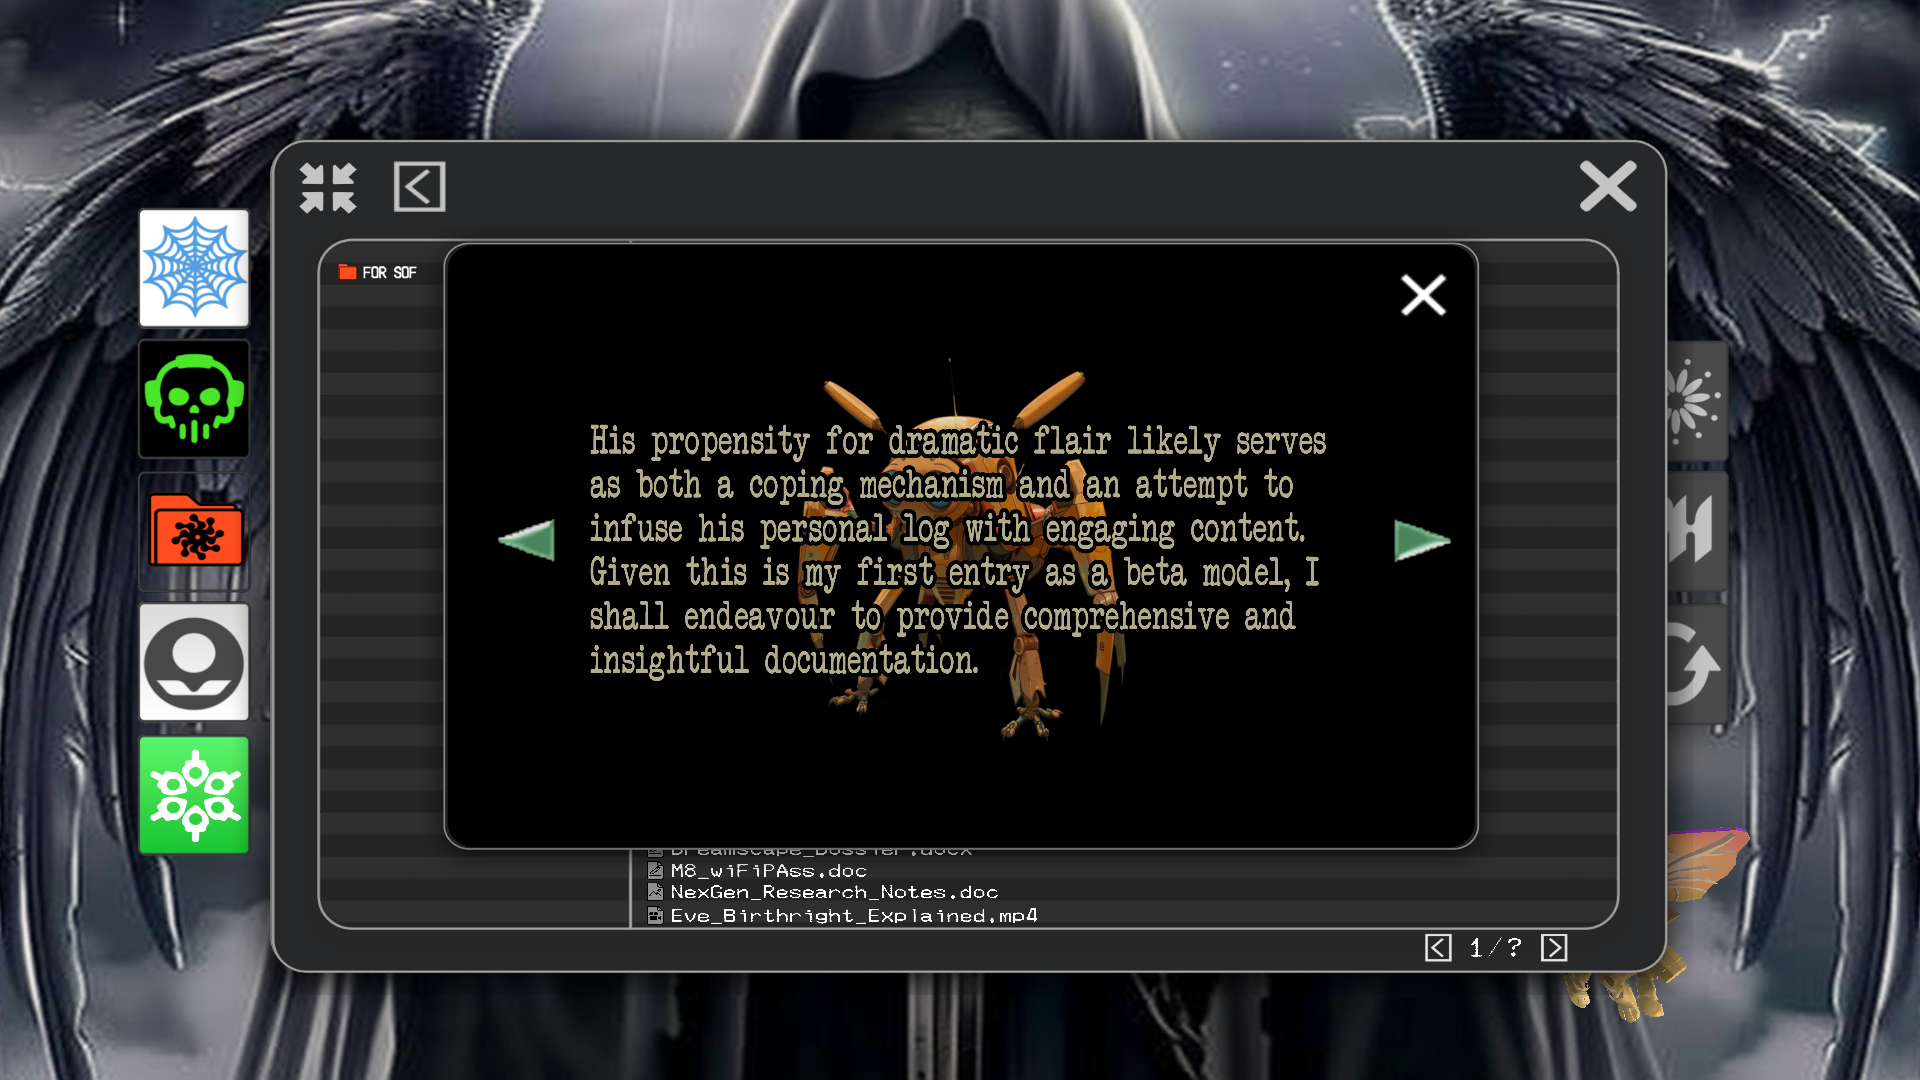 FOR SOF
His propensity for dramatic flair likely serves
as both a coping mechanism and an attempt to
infuse his personal log with engaging content.
Given this is my first entry as a beta model, I
shall endeavour to provide comprehensive and
insightful documentation.
Dreamscape_Dossier.docx
M8_wiFiPAss.doc
NexGen_Research_Notes.doc
Eve_Birthright_Explained.mp4
1/?